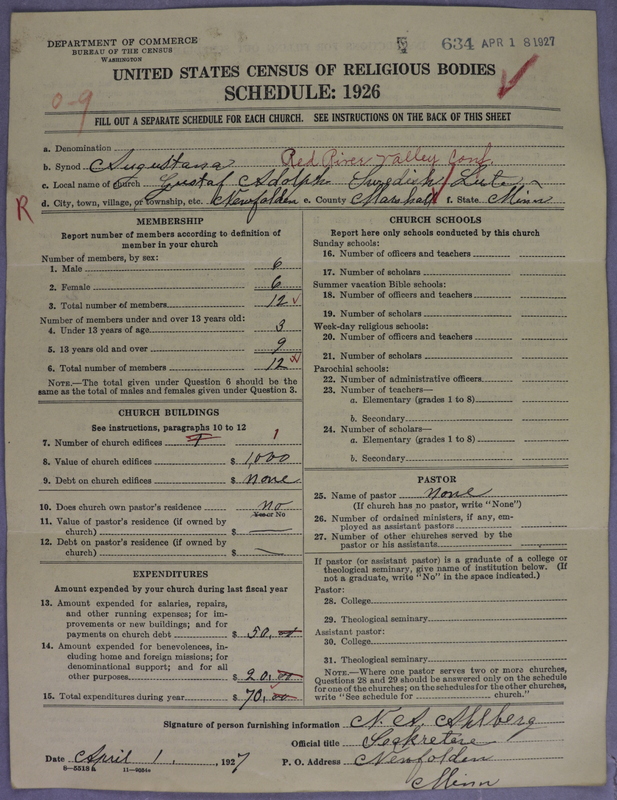 DEPARTMENT OF COMMERCE
BUREAU OF THE CENSUS
WASHINGTON
634 APR 18 1927
UNITED STATES CENSUS OF RELIGIOUS BODIES
SCHEDULE: 1926
0-9
FILL OUT A SEPARATE SCHEDULE FOR EACH CHURCH. SEE INSTRUCTIONS ON THE BACK OF THIS SHEET
a. Denomination
b. Synod Augustana Red River Valley Conf.
c. Local name of church Gustaf Adolph Swedish Lute
R
d. City, town, village, or township, etc. Newfolden e. County Marshall f. State Minn
MEMBERSHIP
Report number of members according to definition of
member in your church
Number of members, by sex:
1. Male 6
2. Female 6
3. Total number of members 12
Number of members under and over 13 years old:
4. Under 13 years of age 3
5. 13 years old and over 9
6. Total number of members 12
NOTE.—The total given under Question 6 should be the
same as the total of males and females given under Question 3.
CHURCH BUILDINGS
See instructions, paragraphs 10 to 12
7. Number of church edifices 1 1
8. Value of church edifices $ 1,000
9. Debt on church edifices $ None
10. Does church own pastor's residence No
Yes or No
11. Value of pastor's residence (if owned by
church) $
12. Debt on pastor's residence (if owned by
church) $
EXPENDITURES
Amount expended by your church during last fiscal year
13. Amount expended for salaries, repairs,
and other running expenses; for im-
provements or new buildings; and for
payments on church debt $ 50.00
14. Amount expended for benevolences, in-
cluding home and foreign missions; for
denominational support; and for all
other purposes $ 20.00
15. Total expenditures during year $ 70.00
CHURCH SCHOOLS
Report here only schools conducted by this church
Sunday schools:
16. Number of officers and teachers
17. Number of scholars
Summer vacation Bible schools:
18. Number of officers and teachers
19. Number of scholars
Week-day religious schools:
20. Number of officers and teachers
21. Number of scholars
Parochial schools:
22. Number of administrative officers
23. Number of teachers—
a. Elementary (grades 1 to 8)
b. Secondary
24. Number of scholars—
a. Elementary (grades 1 to 8)
b. Secondary
PASTOR
25. Name of pastor None
(If church has no pastor, write "None")
26. Number of ordained ministers, if any, em-
ployed as assistant pastors
27. Number of other churches served by the
pastor or his assistants
If pastor (or assistant pastor) is a graduate of a college or
theological seminary, give name of institution below. (If
not a graduate, write "No" in the space indicated.)
Pastor:
28. College
29. Theological seminary
Assistant pastor:
30. College
31. Theological seminary
NOTE.—Where one pastor serves two or more churches,
Questions 28 and 29 should be answered only on the schedule
for one of the churches; on the schedules for the other churches,
write "See schedule for church."
Signature of person furnishing information N. A. Ahlberg
Official title Seckretere
Date April 1, 1927 P. O. Address Newfolden
8—5518 a
Minn